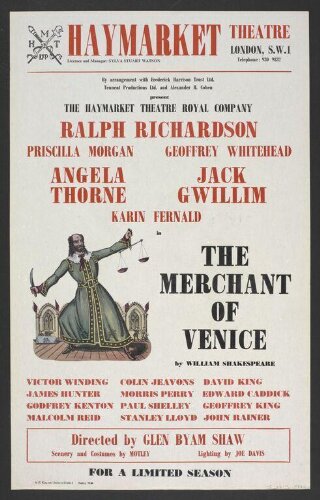 H M T
HAYMARKET THEATRE
Licensee and Manager: SYLVA STUART WATSON
LONDON, S.W.1
Telephone: 930 9832
By arrangement with Frederick Harrison Trust Ltd.
Tennent Productions Ltd. and Alexander H. Cohen
present
THE HAYMARKET THEATRE ROYAL COMPANY
RALPH RICHARDSON
PRISCILLA MORGAN GEOFFREY WHITEHEAD
ANGELA THORNE
JACK GWILLIM
KARIN FERNALD
in
THE
MERCHANT
OF
VENICE
by WILLIAM SHAKESPEARE
VICTOR WINDING COLIN JEAVONS DAVID KING
JAMES HUNTER MORRIS PERRY EDWARD CADDICK
GODFREY KENTON PAUL SHELLEY GEOFFREY KING
MALCOLM REID STANLEY LLOYD JOHN RAINER
Directed by GLEN BYAM SHAW
Scenery and Costumes by MOTLEY Lighting by JOE DAVIS
FOR A LIMITED SEASON